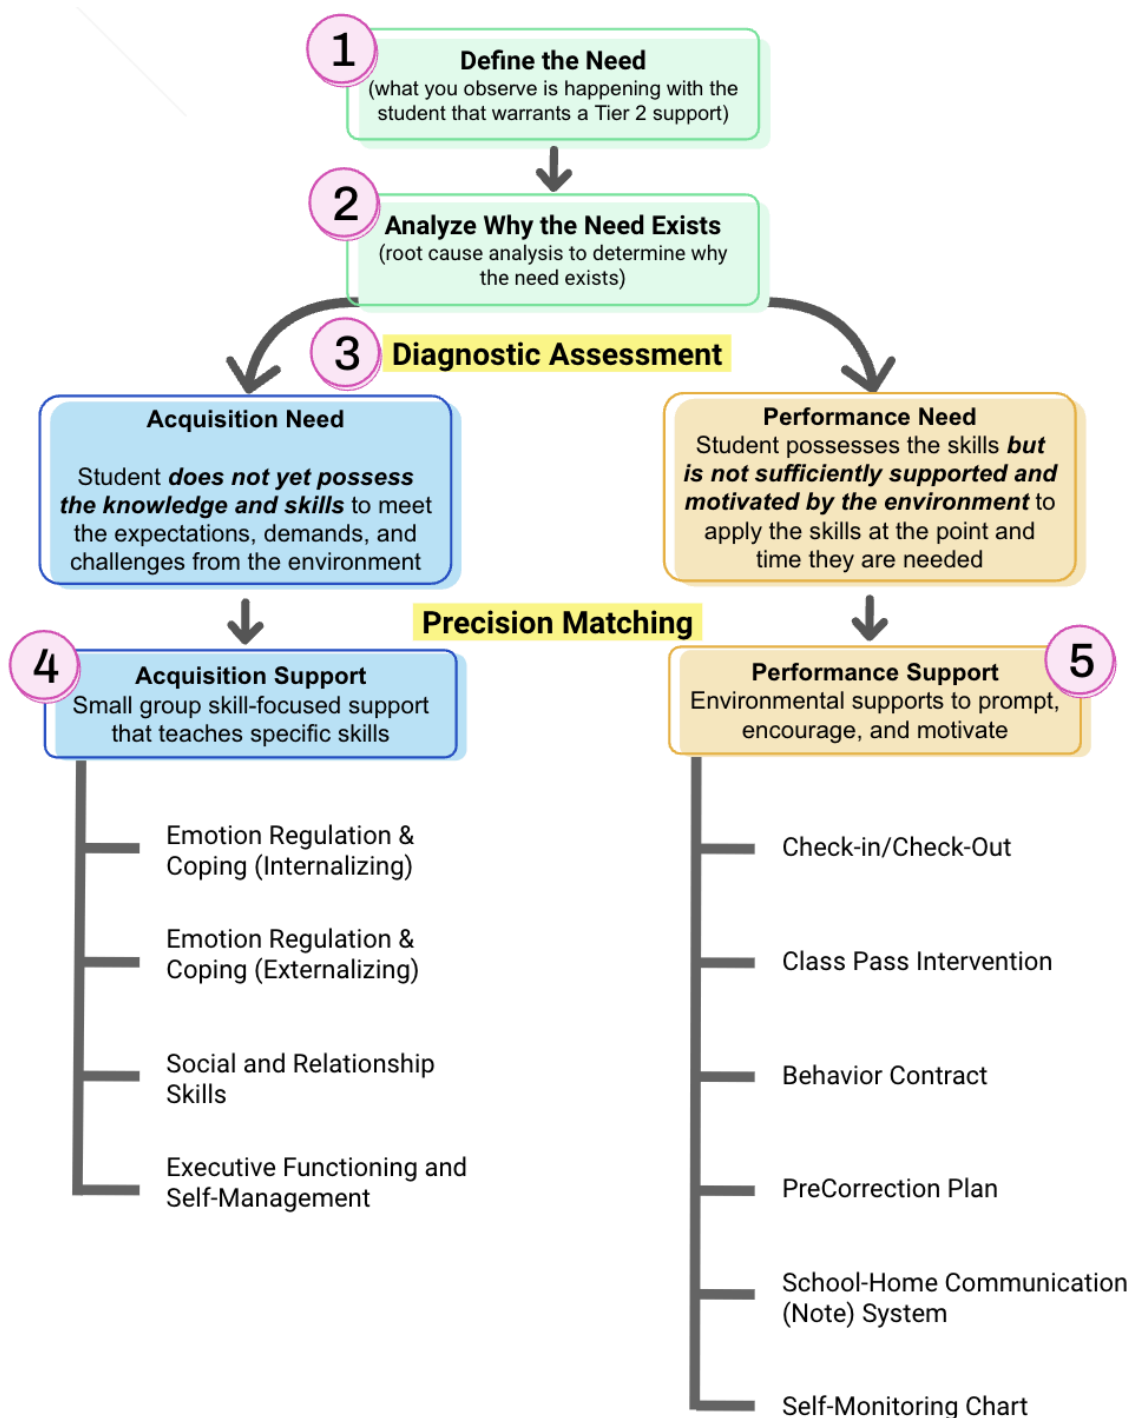 1
Define the Need
(what you observe is happening with the
student that warrants a Tier 2 support)
2
Analyze Why the Need Exists
(root cause analysis to determine why
the need exists)
3
Diagnostic Assessment
Acquisition Need
Student does not yet possess
the knowledge and skills to meet
the expectations, demands, and
challenges from the environment
Performance Need
Student possesses the skills but
is not sufficiently supported and
motivated by the environment to
apply the skills at the point and
time they are needed
Precision Matching
4
Acquisition Support
Small group skill-focused support
that teaches specific skills
Emotion Regulation &
Coping (Internalizing)
Emotion Regulation &
Coping (Externalizing)
Social and Relationship
Skills
Executive Functioning and
Self-Management
5
Performance Support
Environmental supports to prompt,
encourage, and motivate
Check-in/Check-Out
Class Pass Intervention
Behavior Contract
PreCorrection Plan
School-Home Communication
(Note) System
Self-Monitoring Chart